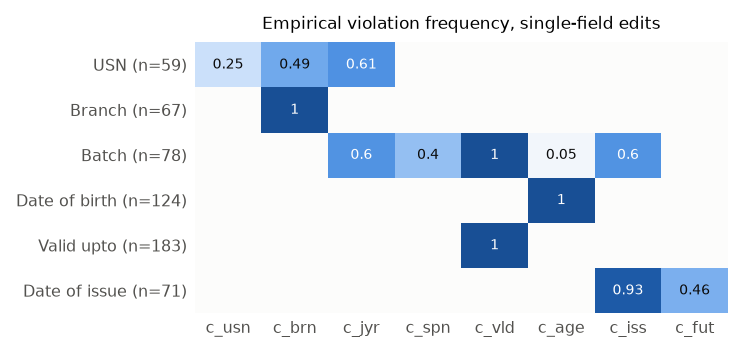 Empirical violation frequency, single-field edits
USN (n=59) 0.25 0.49 0.61
Branch (n=67) 1
Batch (n=78) 0.6 0.4 1 0.05 0.6
Date of birth (n=124) 1
Valid upto (n=183) 1
Date of issue (n=71) 0.93 0.46
c_usn c_brn c_jyr c_spn c_vld c_age c_iss c_fut